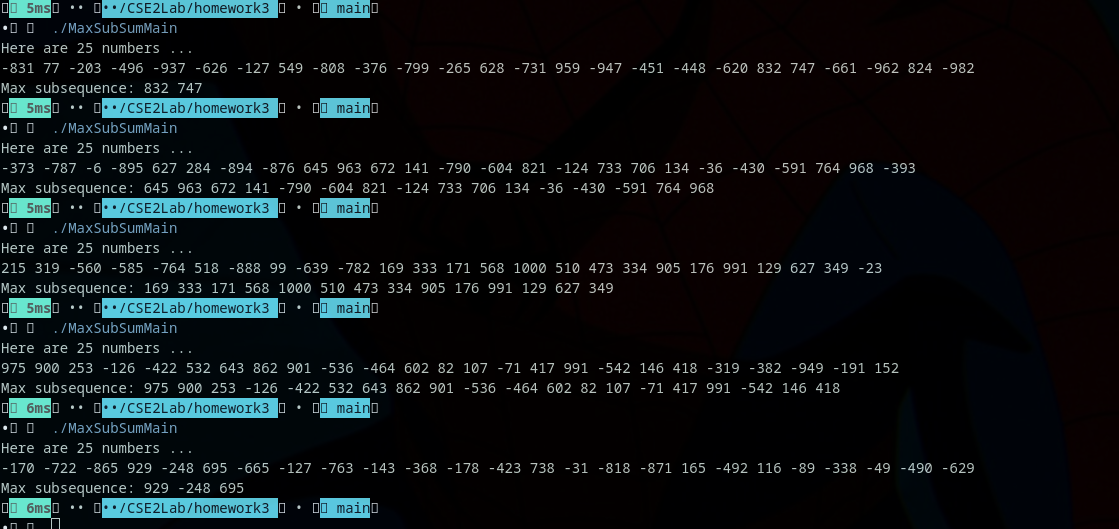 5ms •• ••/CSE2Lab/homework3 • main
• ./MaxSubSumMain
Here are 25 numbers ...
-831 77 -203 -496 -937 -626 -127 549 -808 -376 -799 -265 628 -731 959 -947 -451 -448 -620 832 747 -661 -962 824 -982
Max subsequence: 832 747
5ms •• ••/CSE2Lab/homework3 • main
• ./MaxSubSumMain
Here are 25 numbers ...
-373 -787 -6 -895 627 284 -894 -876 645 963 672 141 -790 -604 821 -124 733 706 134 -36 -430 -591 764 968 -393
Max subsequence: 645 963 672 141 -790 -604 821 -124 733 706 134 -36 -430 -591 764 968
5ms •• ••/CSE2Lab/homework3 • main
• ./MaxSubSumMain
Here are 25 numbers ...
215 319 -560 -585 -764 518 -888 99 -639 -782 169 333 171 568 1000 510 473 334 905 176 991 129 627 349 -23
Max subsequence: 169 333 171 568 1000 510 473 334 905 176 991 129 627 349
5ms •• ••/CSE2Lab/homework3 • main
• ./MaxSubSumMain
Here are 25 numbers ...
975 900 253 -126 -422 532 643 862 901 -536 -464 602 82 107 -71 417 991 -542 146 418 -319 -382 -949 -191 152
Max subsequence: 975 900 253 -126 -422 532 643 862 901 -536 -464 602 82 107 -71 417 991 -542 146 418
6ms •• ••/CSE2Lab/homework3 • main
• ./MaxSubSumMain
Here are 25 numbers ...
-170 -722 -865 929 -248 695 -665 -127 -763 -143 -368 -178 -423 738 -31 -818 -871 165 -492 116 -89 -338 -49 -490 -629
Max subsequence: 929 -248 695
6ms •• ••/CSE2Lab/homework3 • main
•